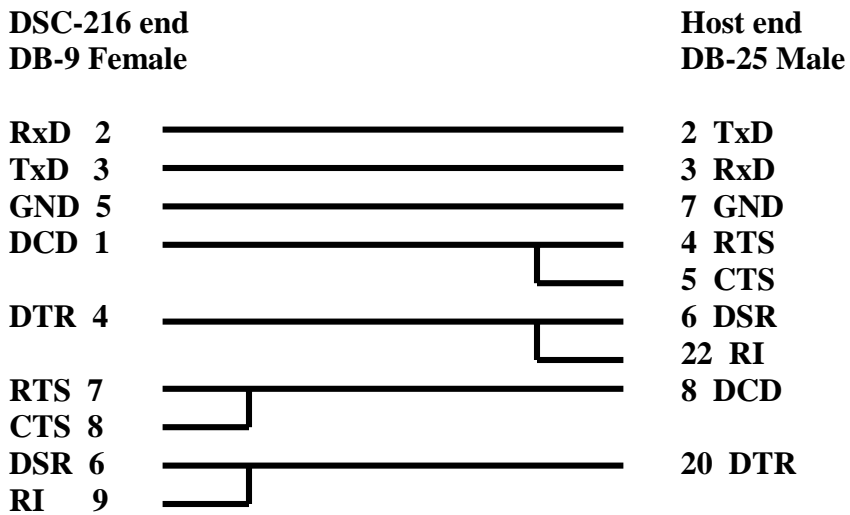 DSC-216 end Host end
DB-9 Female DB-25 Male
RxD 2 2 TxD
TxD 3 3 RxD
GND 5 7 GND
DCD 1 4 RTS
5 CTS
DTR 4 6 DSR
22 RI
RTS 7 8 DCD
CTS 8
DSR 6 20 DTR
RI 9